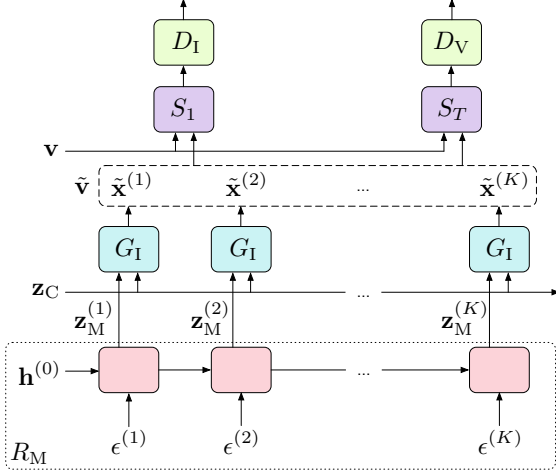 D_I D_V
S_1 S_T
v
ṽ x̃^(1) x̃^(2) ... x̃^(K)
G_I G_I G_I
z_C ...
z_M^(1) z_M^(2) z_M^(K)
h^(0) ...
ϵ^(1) ϵ^(2) ϵ^(K)
R_M